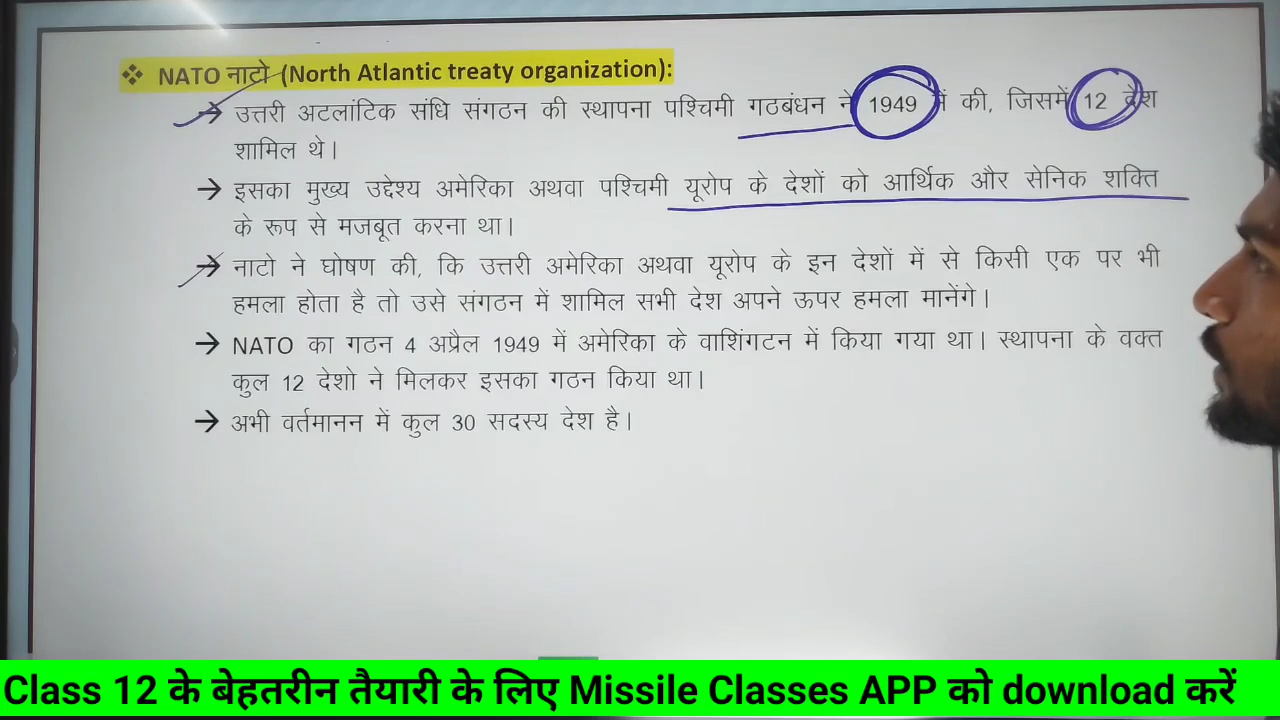 ❖ NATO नाटो (North Atlantic treaty organization):
→ उत्तरी अटलांटिक संधि संगठन की स्थापना पश्चिमी गठबंधन ने 1949 में की, जिसमें 12 देश
शामिल थे।
→ इसका मुख्य उद्देश्य अमेरिका अथवा पश्चिमी यूरोप के देशों को आर्थिक और सेनिक शक्ति
के रूप से मजबूत करना था।
→ नाटो ने घोषण की, कि उत्तरी अमेरिका अथवा यूरोप के इन देशों में से किसी एक पर भी
हमला होता है तो उसे संगठन में शामिल सभी देश अपने ऊपर हमला मानेंगे।
→ NATO का गठन 4 अप्रैल 1949 में अमेरिका के वाशिंगटन में किया गया था। स्थापना के वक्त
कुल 12 देशो ने मिलकर इसका गठन किया था।
→ अभी वर्तमानन में कुल 30 सदस्य देश है।
Class 12 के बेहतरीन तैयारी के लिए Missile Classes APP को download करें